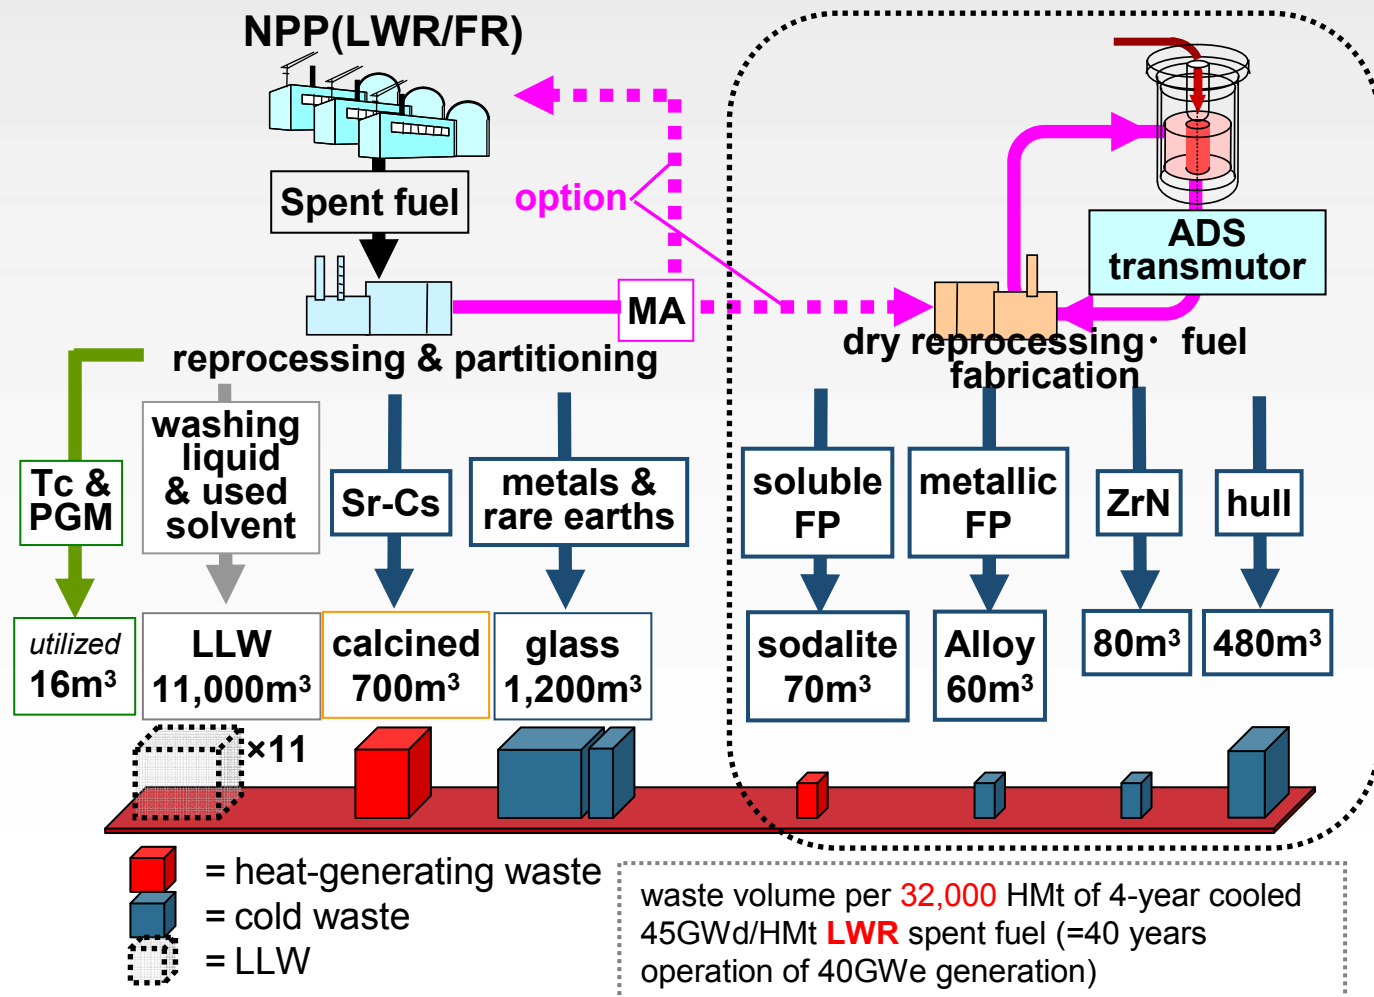 NPP(LWR/FR)
Spent fuel
option
ADS
transmutor
MA
reprocessing & partitioning
dry reprocessing・ fuel
fabrication
Tc &
PGM
washing
liquid
& used
solvent
Sr-Cs
metals &
rare earths
soluble
FP
metallic
FP
ZrN
hull
utilized
16m³
LLW
11,000m³
calcined
700m³
glass
1,200m³
sodalite
70m³
Alloy
60m³
80m³
480m³
×11
= heat-generating waste
= cold waste
= LLW
waste volume per 32,000 HMt of 4-year cooled
45GWd/HMt LWR spent fuel (=40 years
operation of 40GWe generation)